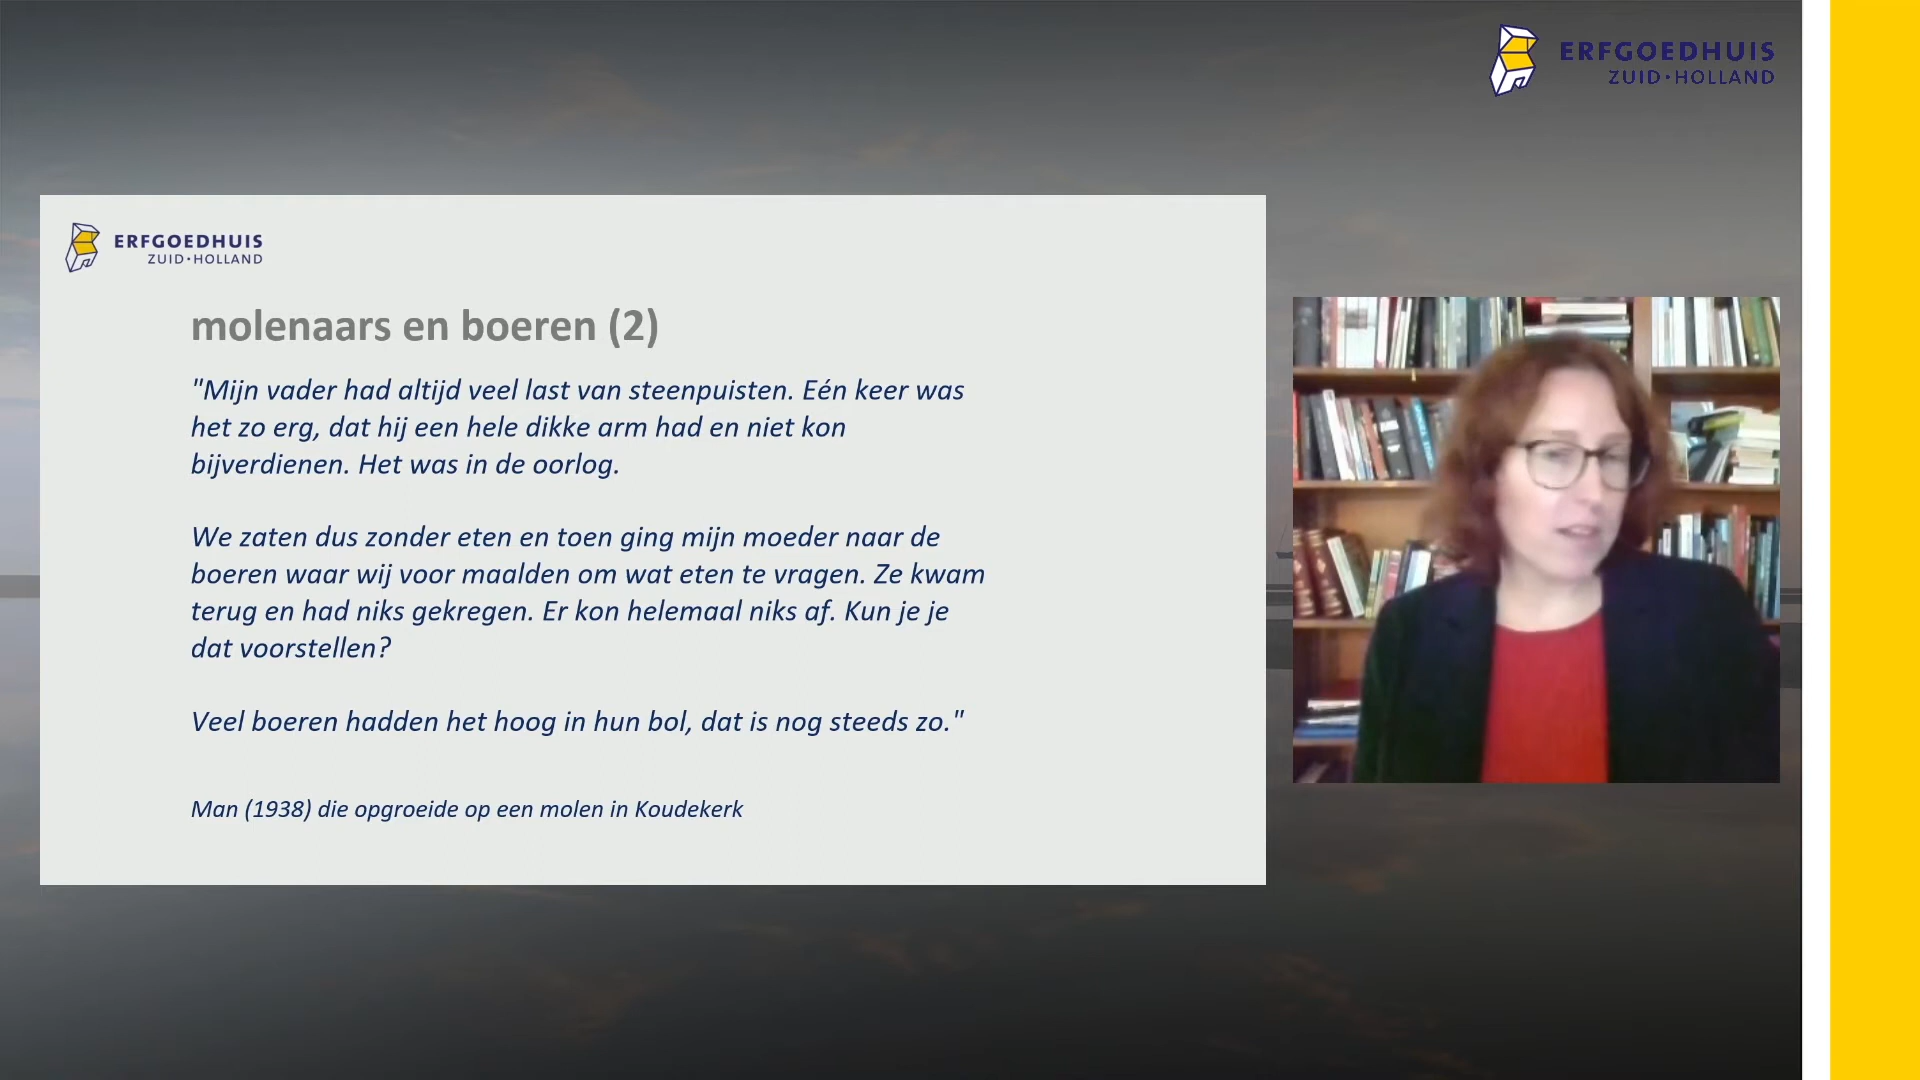 ERFGOEDHUIS
ZUID•HOLLAND
ERFGOEDHUIS
ZUID•HOLLAND
molenaars en boeren (2)
"Mijn vader had altijd veel last van steenpuisten. Eén keer was
het zo erg, dat hij een hele dikke arm had en niet kon
bijverdienen. Het was in de oorlog.
We zaten dus zonder eten en toen ging mijn moeder naar de
boeren waar wij voor maalden om wat eten te vragen. Ze kwam
terug en had niks gekregen. Er kon helemaal niks af. Kun je je
dat voorstellen?
Veel boeren hadden het hoog in hun bol, dat is nog steeds zo."
Man (1938) die opgroeide op een molen in Koudekerk